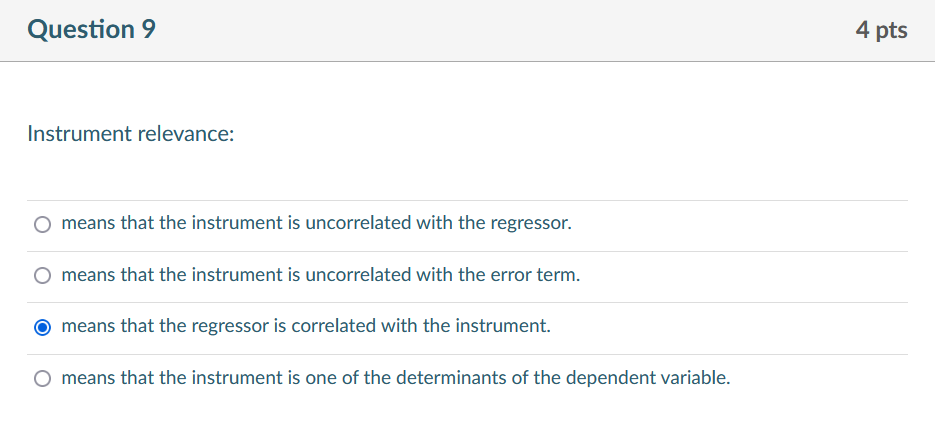 Question 9
4 pts
Instrument relevance:
means that the instrument is uncorrelated with the regressor.
means that the instrument is uncorrelated with the error term.
means that the regressor is correlated with the instrument.
means that the instrument is one of the determinants of the dependent variable.